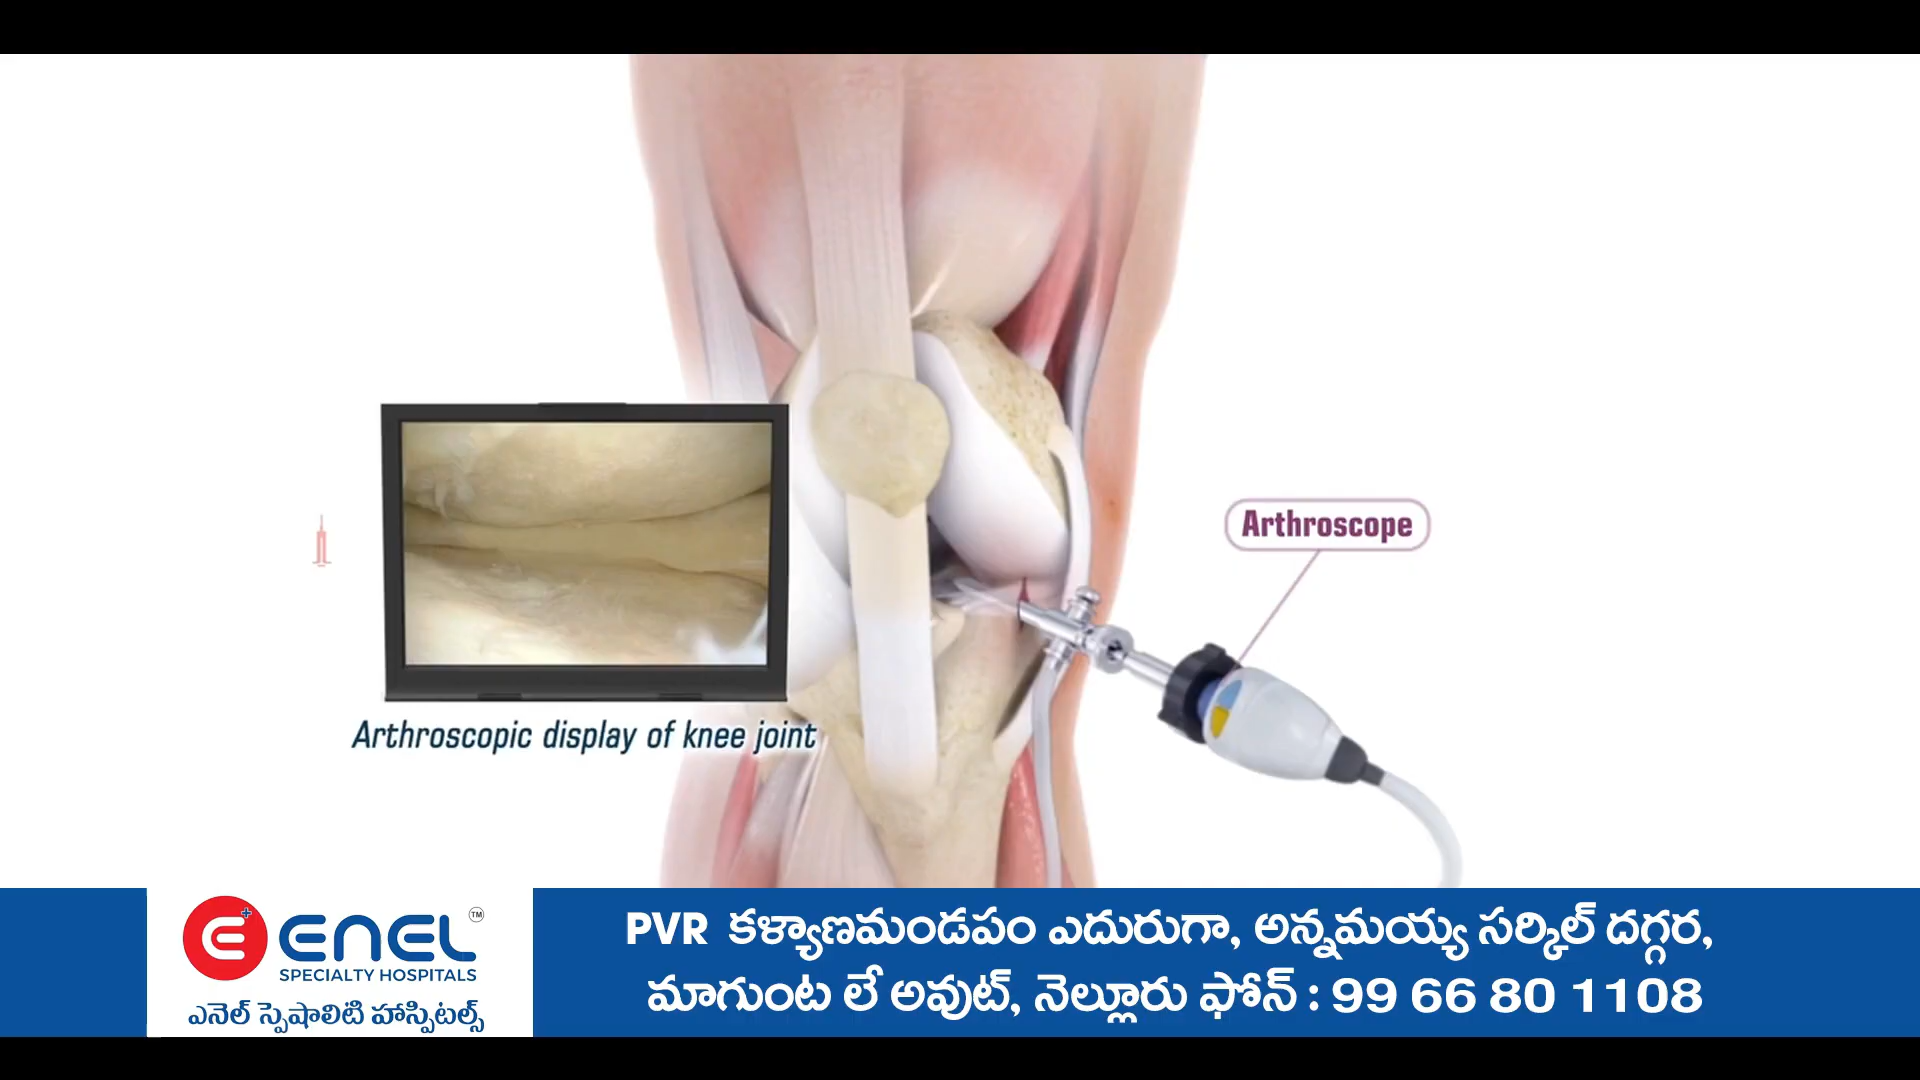 Arthroscope
Arthroscopic display of knee joint
ENEL TM
SPECIALTY HOSPITALS
ఎనెల్ స్పెషాలిటి హాస్పిటల్స్
PVR కళ్యాణమండపం ఎదురుగా, అన్నమయ్య సర్కిల్ దగ్గర,
మాగుంట లే అవుట్, నెల్లూరు ఫోన్ : 99 66 80 1108